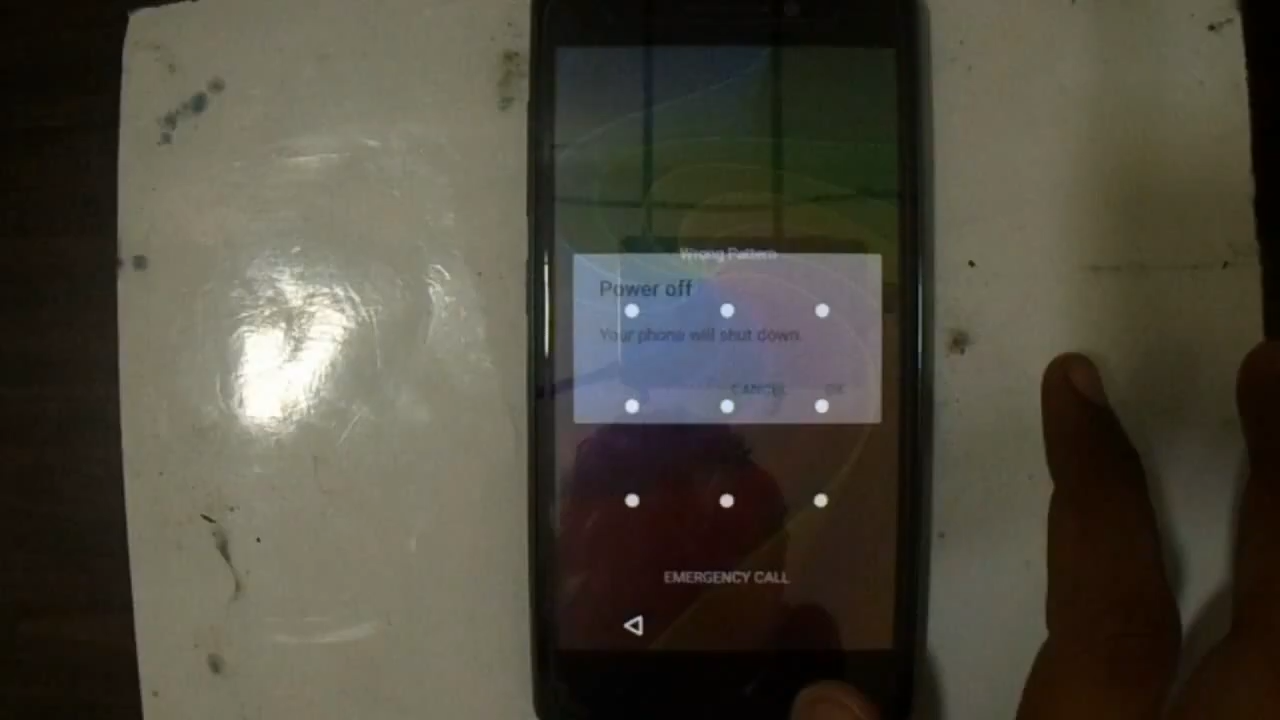 Wrong Pattern
Power off
Your phone will shut down.
CANCEL OK
EMERGENCY CALL